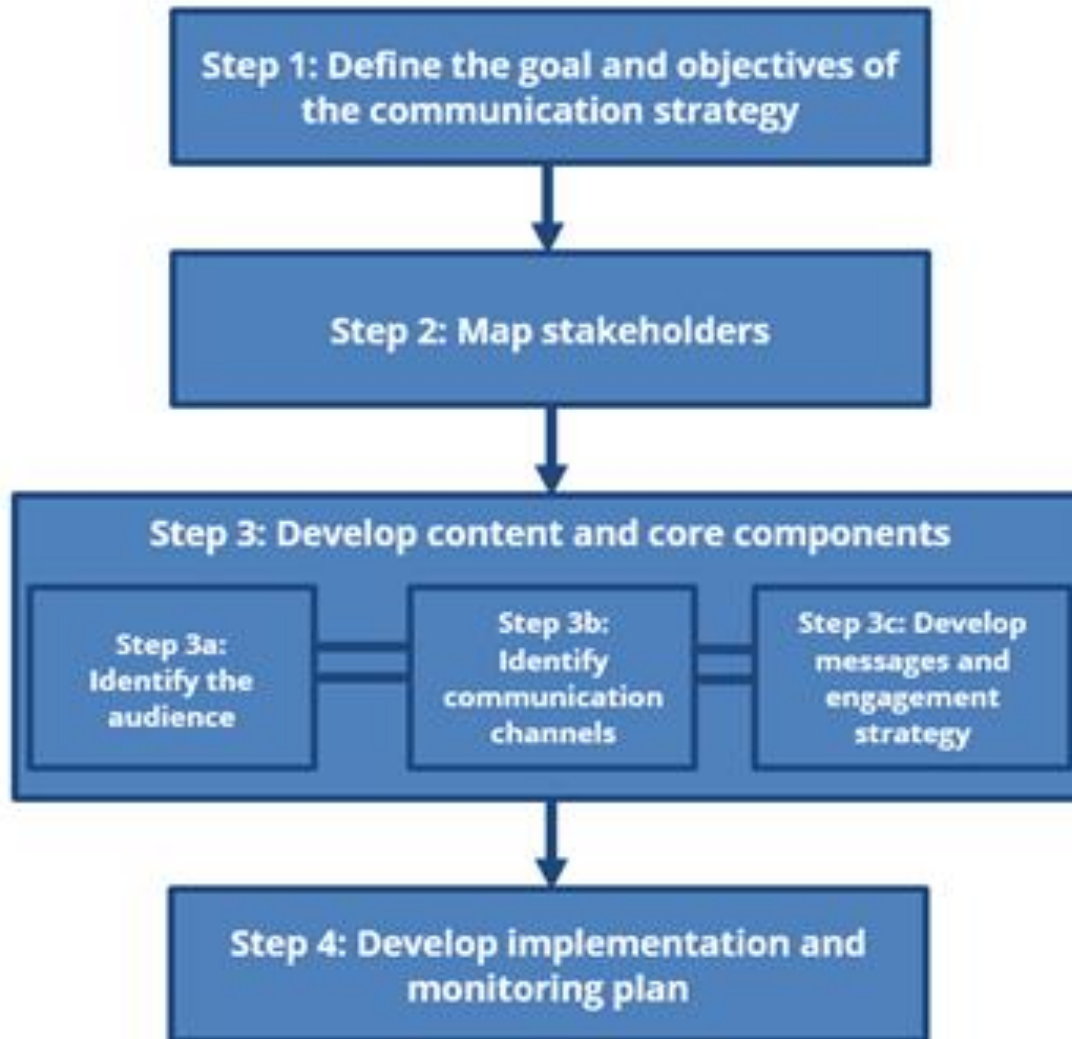 Step 1: Define the goal and objectives of
the communication strategy
Step 2: Map stakeholders
Step 3: Develop content and core components
Step 3a:
Identify the
audience
Step 3b:
Identify
communication
channels
Step 3c: Develop
messages and
engagement
strategy
Step 4: Develop implementation and
monitoring plan